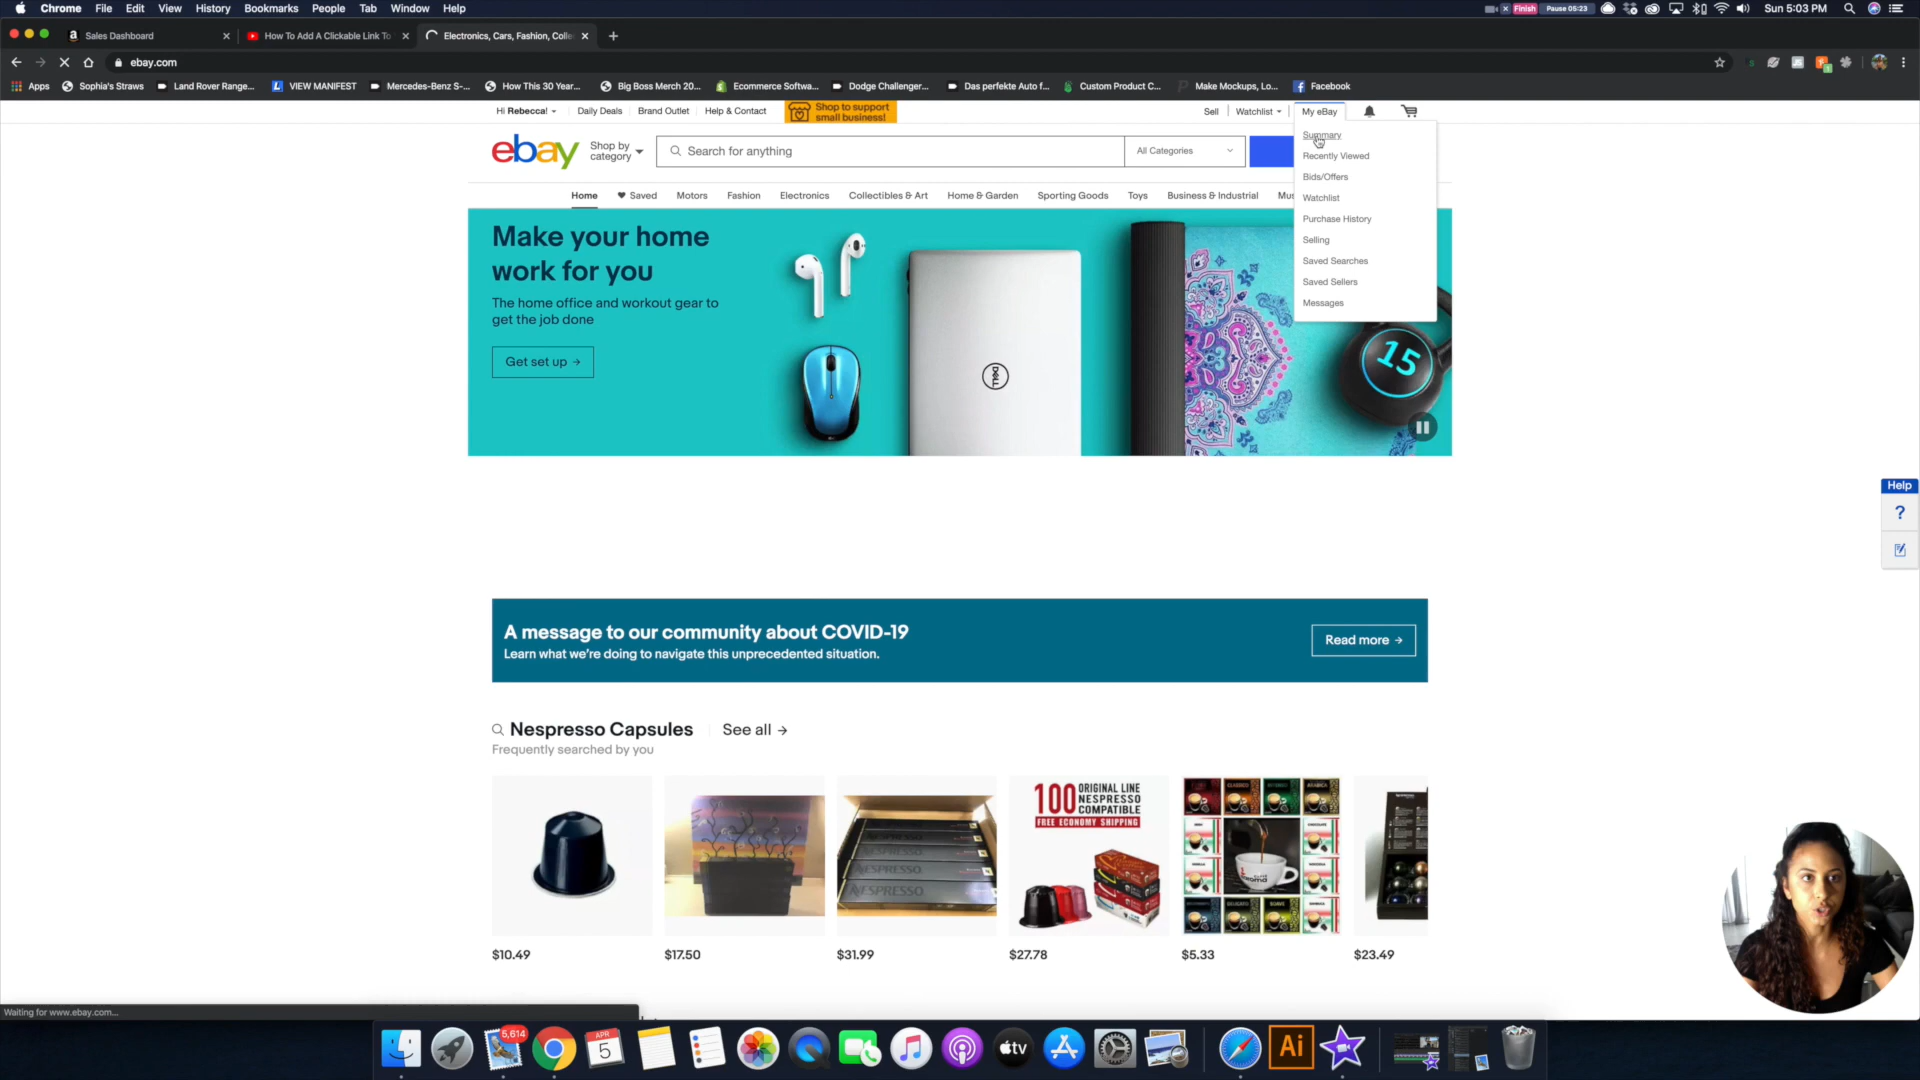 Chrome File Edit View History Bookmarks People Tab Window Help
Finish Pause 05:23 Sun 5:03 PM
Sales Dashboard
How To Add A Clickable Link To
Electronics, Cars, Fashion, Colle
ebay.com
Apps Sophia's Straws Land Rover Range... VIEW MANIFEST Mercedes-Benz S-... How This 30 Year... Big Boss Merch 20... Ecommerce Softwa... Dodge Challenger... Das perfekte Auto f... Custom Product C... Make Mockups, Lo... Facebook
Hi Rebecca! Daily Deals Brand Outlet Help & Contact
Shop to support
small business!
Sell Watchlist My eBay
ebay
Shop by
category
Search for anything
All Categories
Summary
Recently Viewed
Bids/Offers
Watchlist
Purchase History
Selling
Saved Searches
Saved Sellers
Messages
Home Saved Motors Fashion Electronics Collectibles & Art Home & Garden Sporting Goods Toys Business & Industrial Mu
Make your home
work for you
The home office and workout gear to
get the job done
Get set up
DELL
15
Help
?
A message to our community about COVID-19
Learn what we're doing to navigate this unprecedented situation.
Read more
Nespresso Capsules See all
Frequently searched by you
100 ORIGINAL LINE
NESPRESSO
COMPATIBLE
FREE ECONOMY SHIPPING
NESPRESSO
$10.49 $17.50 $31.99 $27.78 $5.33 $23.49
Waiting for www.ebay.com...
5,614
APR
5
tv
Ai